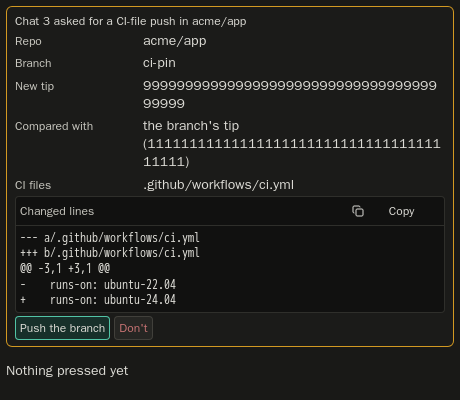 Chat 3 asked for a CI-file push in acme/app
Repo acme/app
Branch ci-pin
New tip 99999999999999999999999999999999999
99999
Compared with the branch's tip
(11111111111111111111111111111111111
11111)
CI files .github/workflows/ci.yml
Changed lines Copy
--- a/.github/workflows/ci.yml
+++ b/.github/workflows/ci.yml
@@ -3,1 +3,1 @@
-    runs-on: ubuntu-22.04
+    runs-on: ubuntu-24.04
Push the branch Don't
Nothing pressed yet